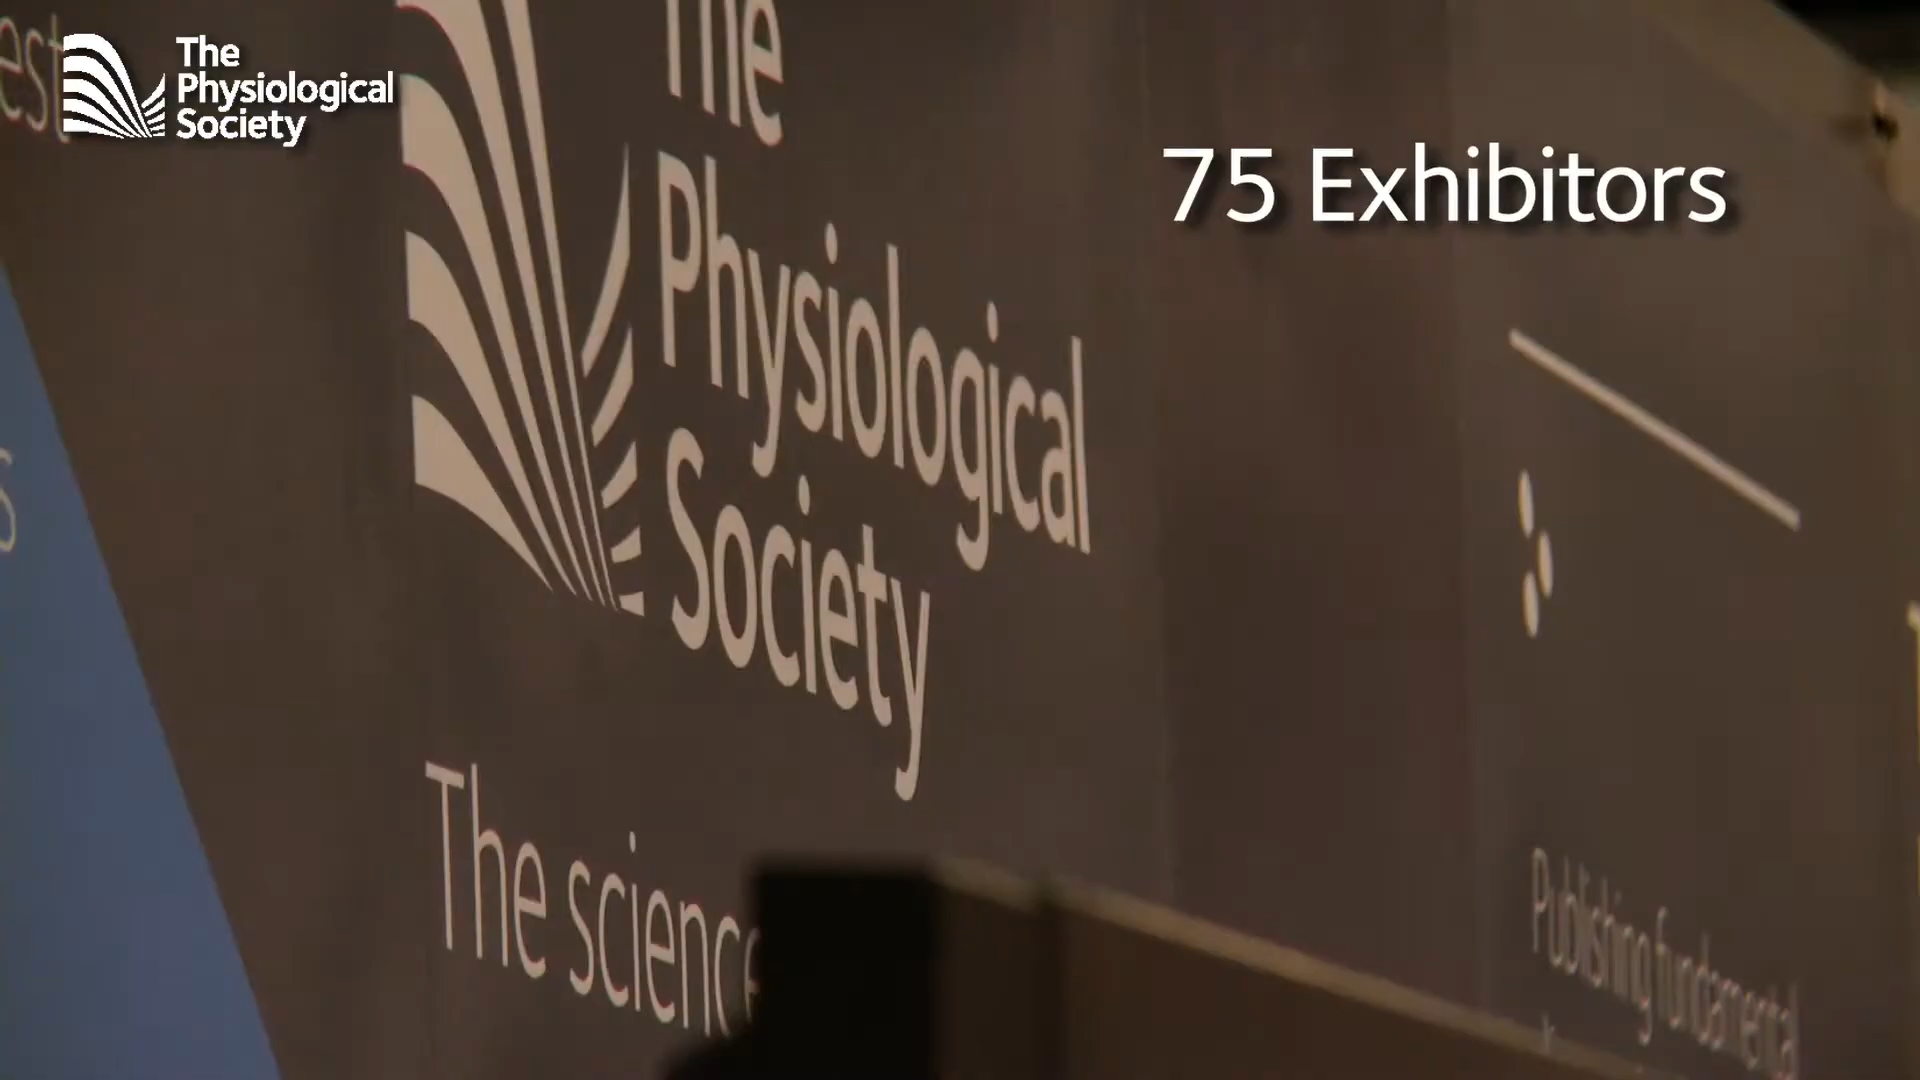 The
Physiological
Society
75 Exhibitors
The
Physiological
Society
The science
Publishing fundamental